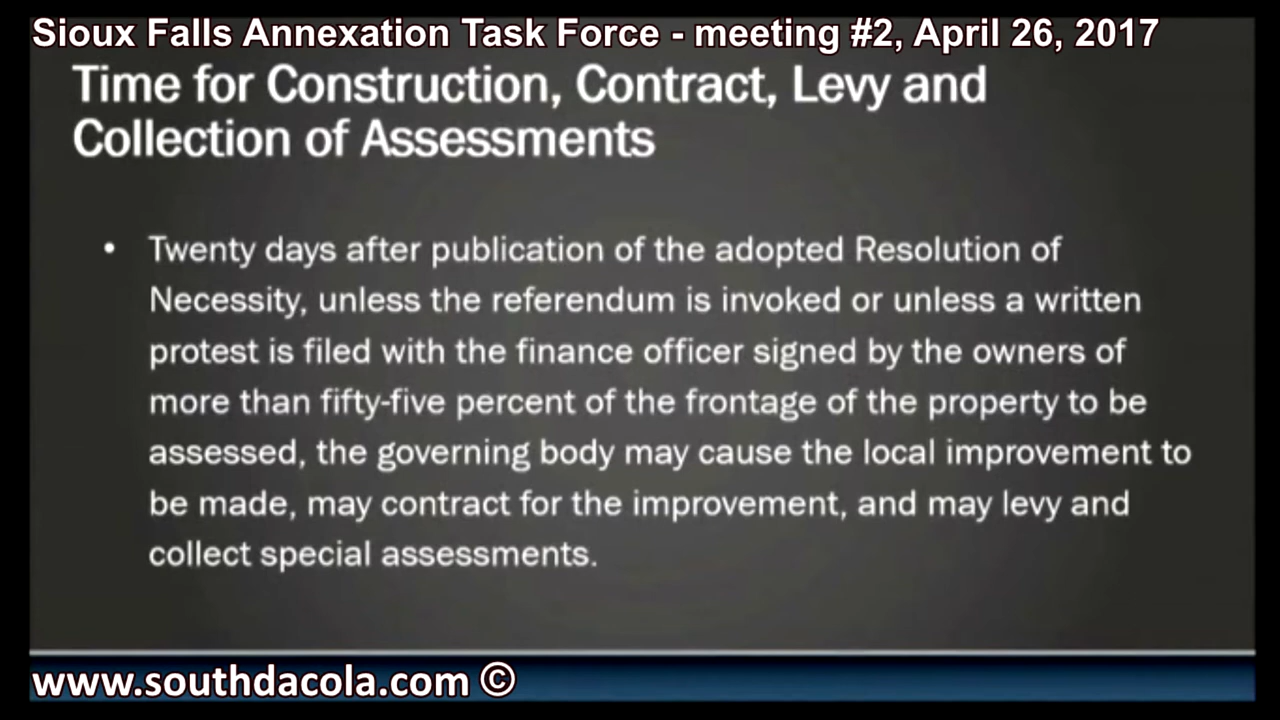 Sioux Falls Annexation Task Force - meeting #2, April 26, 2017
Time for Construction, Contract, Levy and
Collection of Assessments
• Twenty days after publication of the adopted Resolution of
Necessity, unless the referendum is invoked or unless a written
protest is filed with the finance officer signed by the owners of
more than fifty-five percent of the frontage of the property to be
assessed, the governing body may cause the local improvement to
be made, may contract for the improvement, and may levy and
collect special assessments.
www.southdacola.com ©